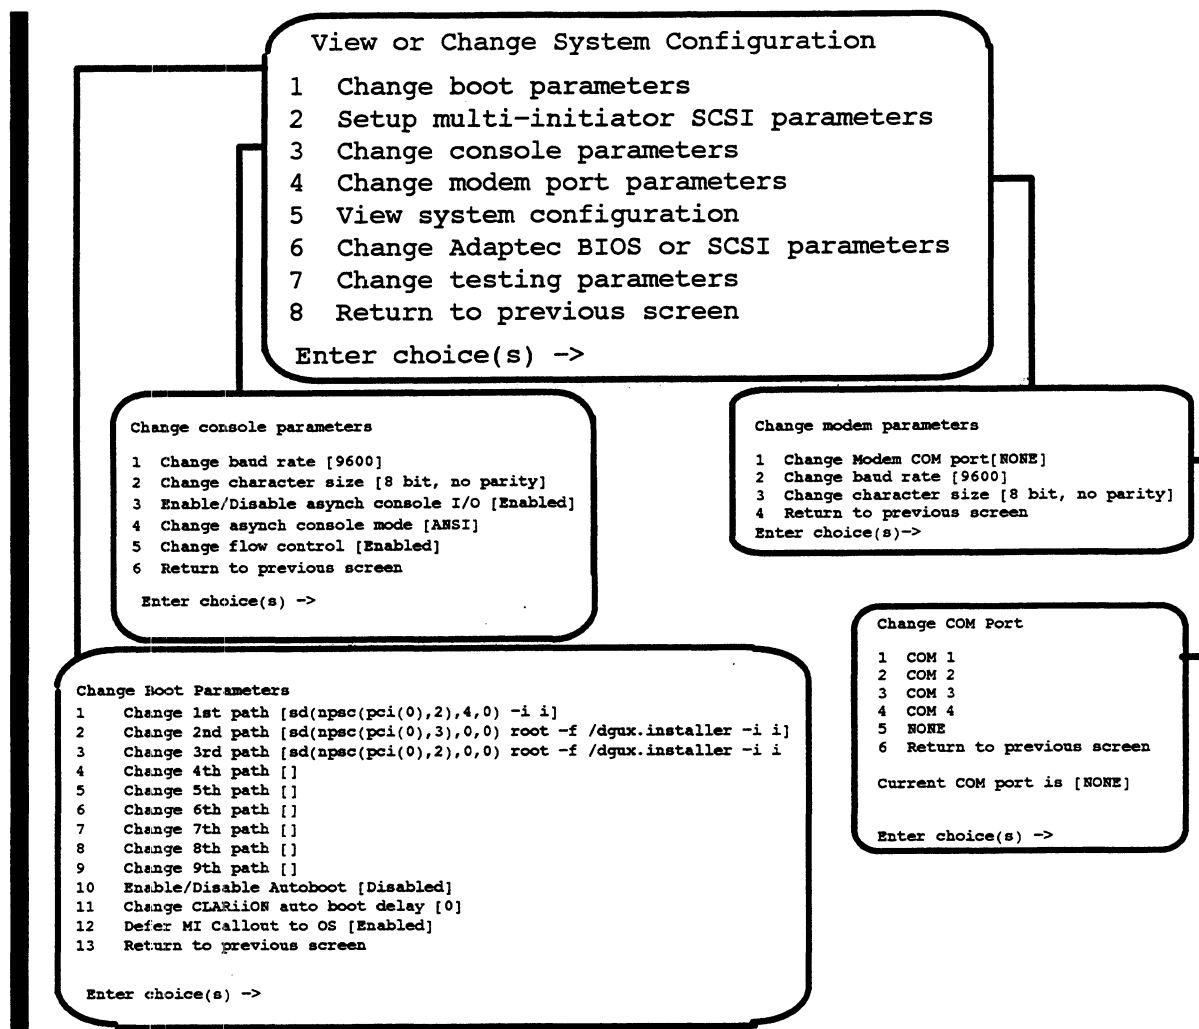 View or Change System Configuration
1 Change boot parameters
2 Setup multi-initiator SCSI parameters
3 Change console parameters
4 Change modem port parameters
5 View system configuration
6 Change Adaptec BIOS or SCSI parameters
7 Change testing parameters
8 Return to previous screen
Enter choice(s) ->
Change console parameters
1 Change baud rate [9600]
2 Change character size [8 bit, no parity]
3 Enable/Disable asynch console I/O [Enabled]
4 Change asynch console mode [ANSI]
5 Change flow control [Enabled]
6 Return to previous screen
Enter choice(s) ->
Change modem parameters
1 Change Modem COM port[NONE]
2 Change baud rate [9600]
3 Change character size [8 bit, no parity]
4 Return to previous screen
Enter choice(s)->
Change COM Port
1 COM 1
2 COM 2
3 COM 3
4 COM 4
5 NONE
6 Return to previous screen
Current COM port is [NONE]
Enter choice(s) ->
Change Boot Parameters
1 Change 1st path [sd(npsc(pci(0),2),4,0) -i i]
2 Change 2nd path [sd(npsc(pci(0),3),0,0) root -f /dgux.installer -i i]
3 Change 3rd path [sd(npsc(pci(0),2),0,0) root -f /dgux.installer -i i
4 Change 4th path []
5 Change 5th path []
6 Change 6th path []
7 Change 7th path []
8 Change 8th path []
9 Change 9th path []
10 Enable/Disable Autoboot [Disabled]
11 Change CLARiiON auto boot delay [0]
12 Defer MI Callout to OS [Enabled]
13 Return to previous screen
Enter choice(s) ->